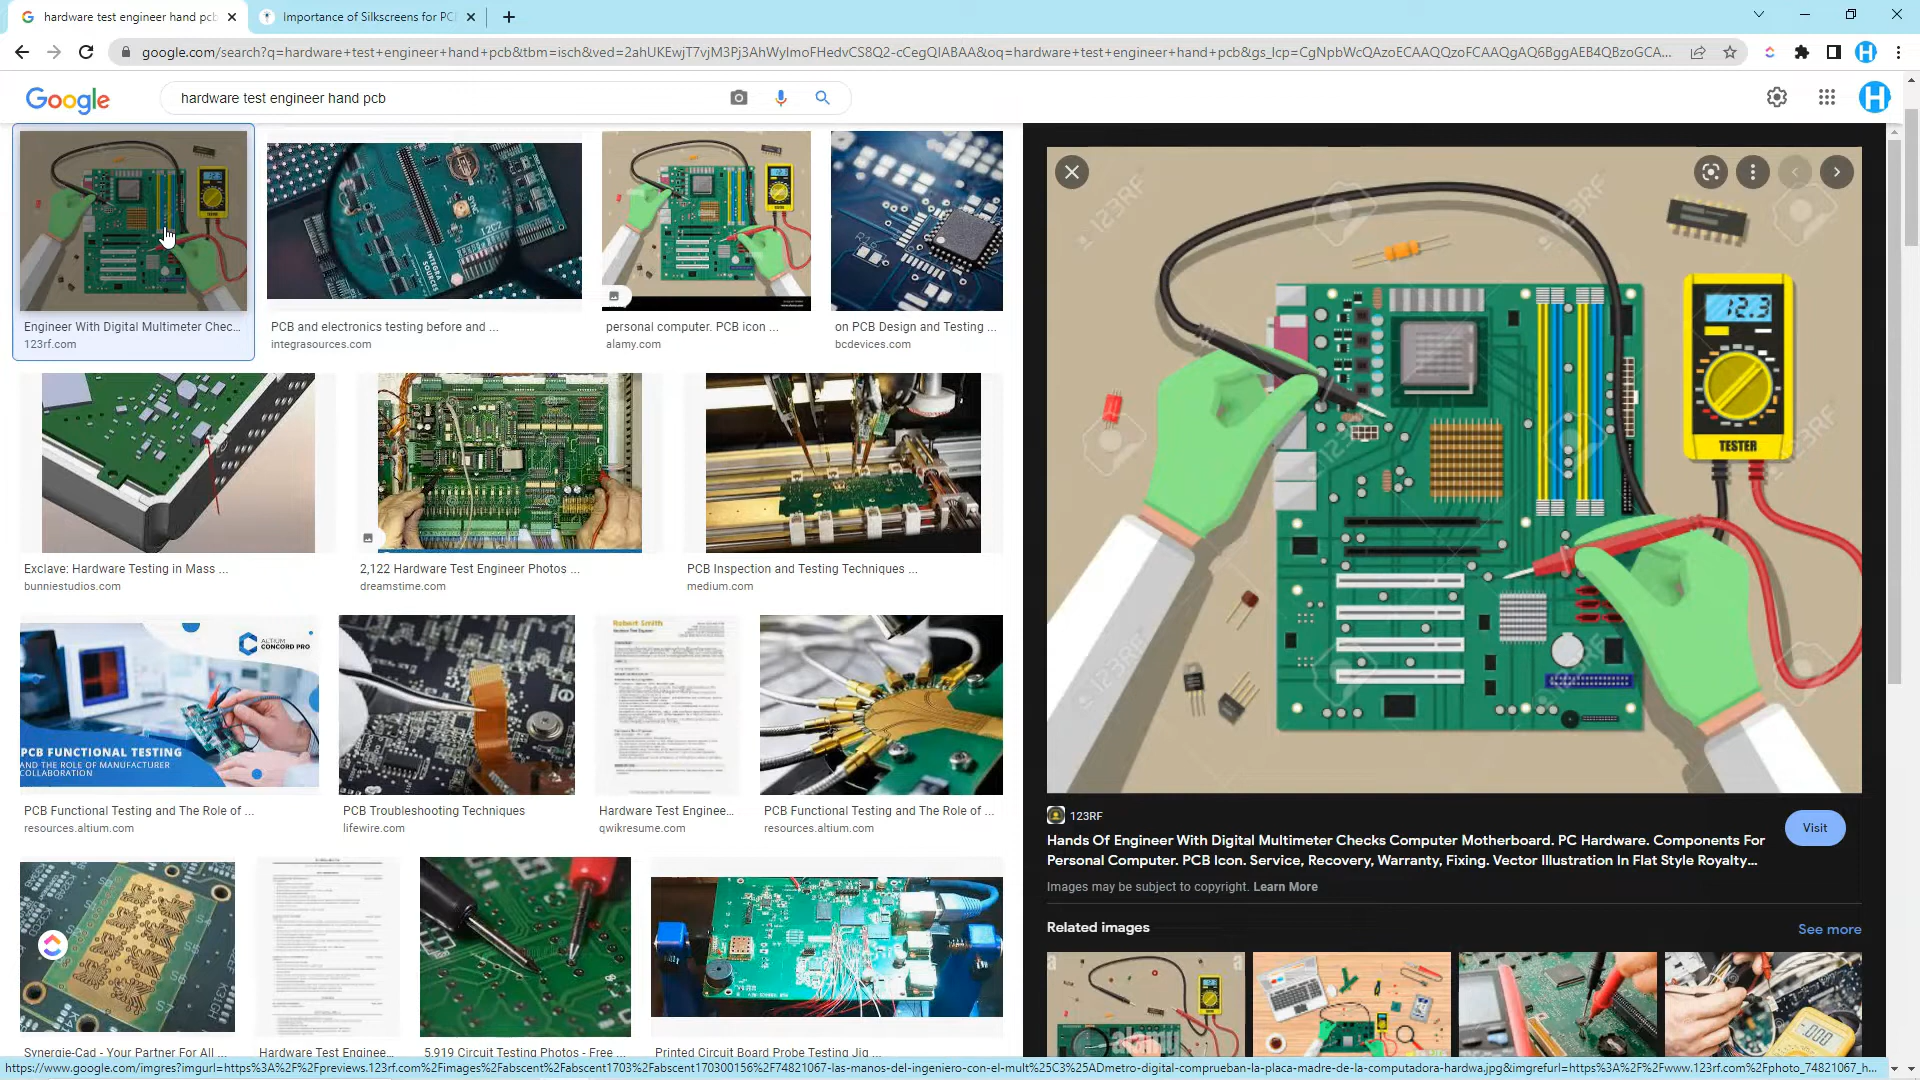 hardware test engineer hand pcb
Importance of Silkscreens for PC
google.com/search?q=hardware+test+engineer+hand+pcb&tbm=isch&ved=2ahUKEwjT7vjM3Pj3AhWyImoFHedvCS8Q2-cCegQIABAA&oq=hardware+test+engineer+hand+pcb&gs_lcp=CgNpbWcQAzoECAAQQzoFCAAQgAQ6BggAEB4QBzoGCA...
H
Google
hardware test engineer hand pcb
H
Engineer With Digital Multimeter Chec...
123rf.com
PCB and electronics testing before and ...
integrasources.com
personal computer. PCB icon ...
alamy.com
on PCB Design and Testing ...
bcdevices.com
Exclave: Hardware Testing in Mass ...
bunniestudios.com
2,122 Hardware Test Engineer Photos ...
dreamstime.com
PCB Inspection and Testing Techniques ...
medium.com
ALTIUM
CONCORD PRO
PCB FUNCTIONAL TESTING
AND THE ROLE OF MANUFACTURER
COLLABORATION
Robert Smith
PCB Functional Testing and The Role of ...
resources.altium.com
PCB Troubleshooting Techniques
lifewire.com
Hardware Test Enginee...
qwikresume.com
PCB Functional Testing and The Role of ...
resources.altium.com
Synergie-Cad - Your Partner For All ...
Hardware Test Enginee...
5,919 Circuit Testing Photos - Free ...
Printed Circuit Board Probe Testing Jig ...
12.3
TESTER
123RF
123RF
Hands Of Engineer With Digital Multimeter Checks Computer Motherboard. PC Hardware. Components For
Personal Computer. PCB Icon. Service, Recovery, Warranty, Fixing. Vector Illustration In Flat Style Royalty...
Visit
Images may be subject to copyright. Learn More
Related images
See more
https://www.google.com/imgres?imgurl=https%3A%2F%2Fpreviews.123rf.com%2Fimages%2Fabscent%2Fabscent1703%2Fabscent170300156%2F74821067-las-manos-del-ingeniero-con-el-mult%25C3%25ADmetro-digital-comprueban-la-placa-madre-de-la-computadora-hardwa.jpg&imgrefurl=https%3A%2F%2Fwww.123rf.com%2Fphoto_74821067_h...